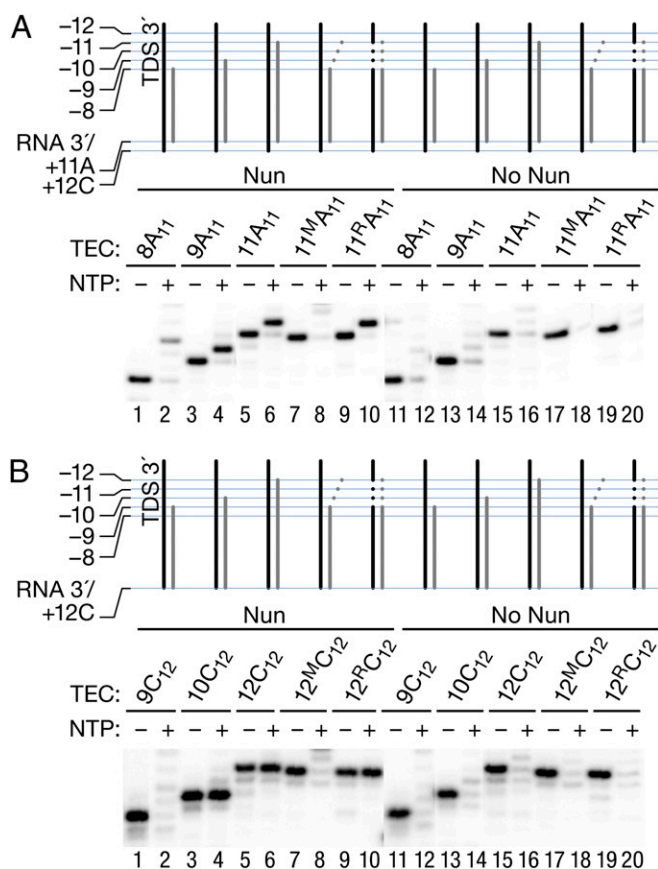 A
-12
-11
-10
-9
-8
TDS 3´
RNA 3´/
+11A
+12C
Nun No Nun
TEC: 8A11 9A11 11A11 11MA11 11RA11 8A11 9A11 11A11 11MA11 11RA11
NTP: – + – + – + – + – + – + – + – + – + – +
1 2 3 4 5 6 7 8 9 10 11 12 13 14 15 16 17 18 19 20
B
-12
-11
-10
-9
-8
TDS 3´
RNA 3´/
+12C
Nun No Nun
TEC: 9C12 10C12 12C12 12MC12 12RC12 9C12 10C12 12C12 12MC12 12RC12
NTP: – + – + – + – + – + – + – + – + – + – +
1 2 3 4 5 6 7 8 9 10 11 12 13 14 15 16 17 18 19 20